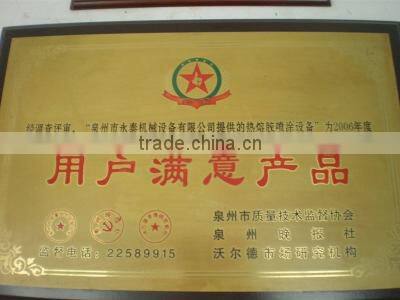 经调查评审，“泉州市永泰机械设备有限公司提供的热熔胶喷涂设备”为2006年度
用户满意产品
trade.china.cn
监督电话：22589915
泉州市质量技术监督协会
泉州晚报社
沃尔德市场研究机构